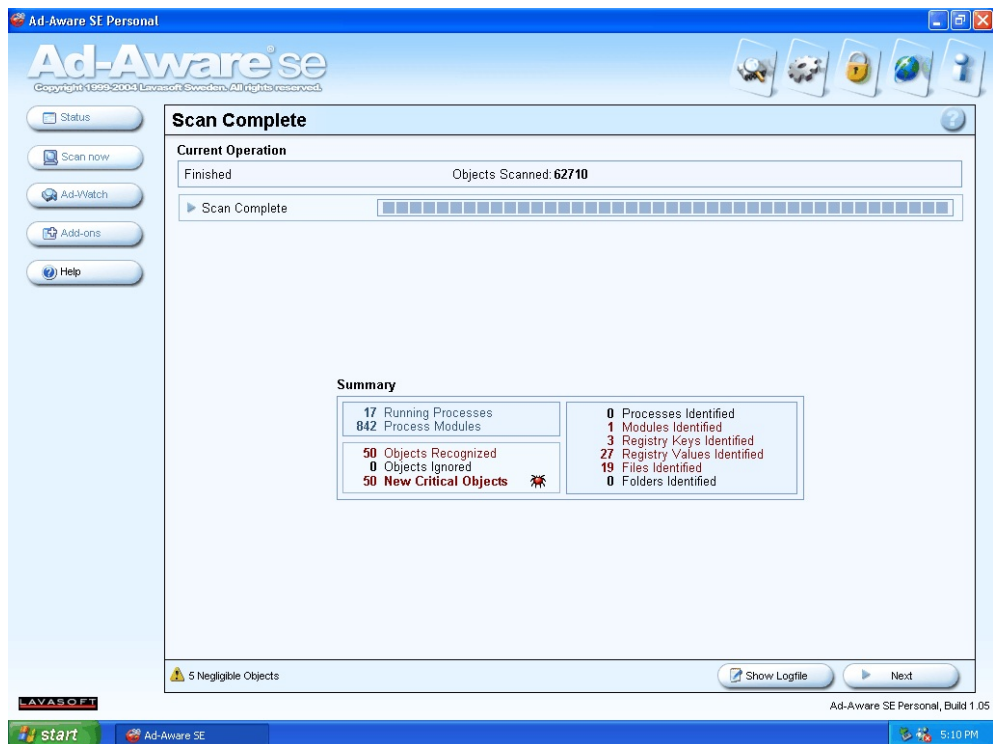 Ad-Aware SE Personal
Ad-Aware® se
Copyright 1999-2004 Lavasoft Sweden. All rights reserved.
Status
Scan now
Ad-Watch
Add-ons
Help
Scan Complete
?
Current Operation
Finished Objects Scanned: 62710
Scan Complete
Summary
17 Running Processes
842 Process Modules
50 Objects Recognized
0 Objects Ignored
50 New Critical Objects
0 Processes Identified
1 Modules Identified
3 Registry Keys Identified
27 Registry Values Identified
19 Files Identified
0 Folders Identified
5 Negligible Objects
Show Logfile
Next
LAVASOFT
Ad-Aware SE Personal, Build 1.05
start
Ad-Aware SE
5:10 PM